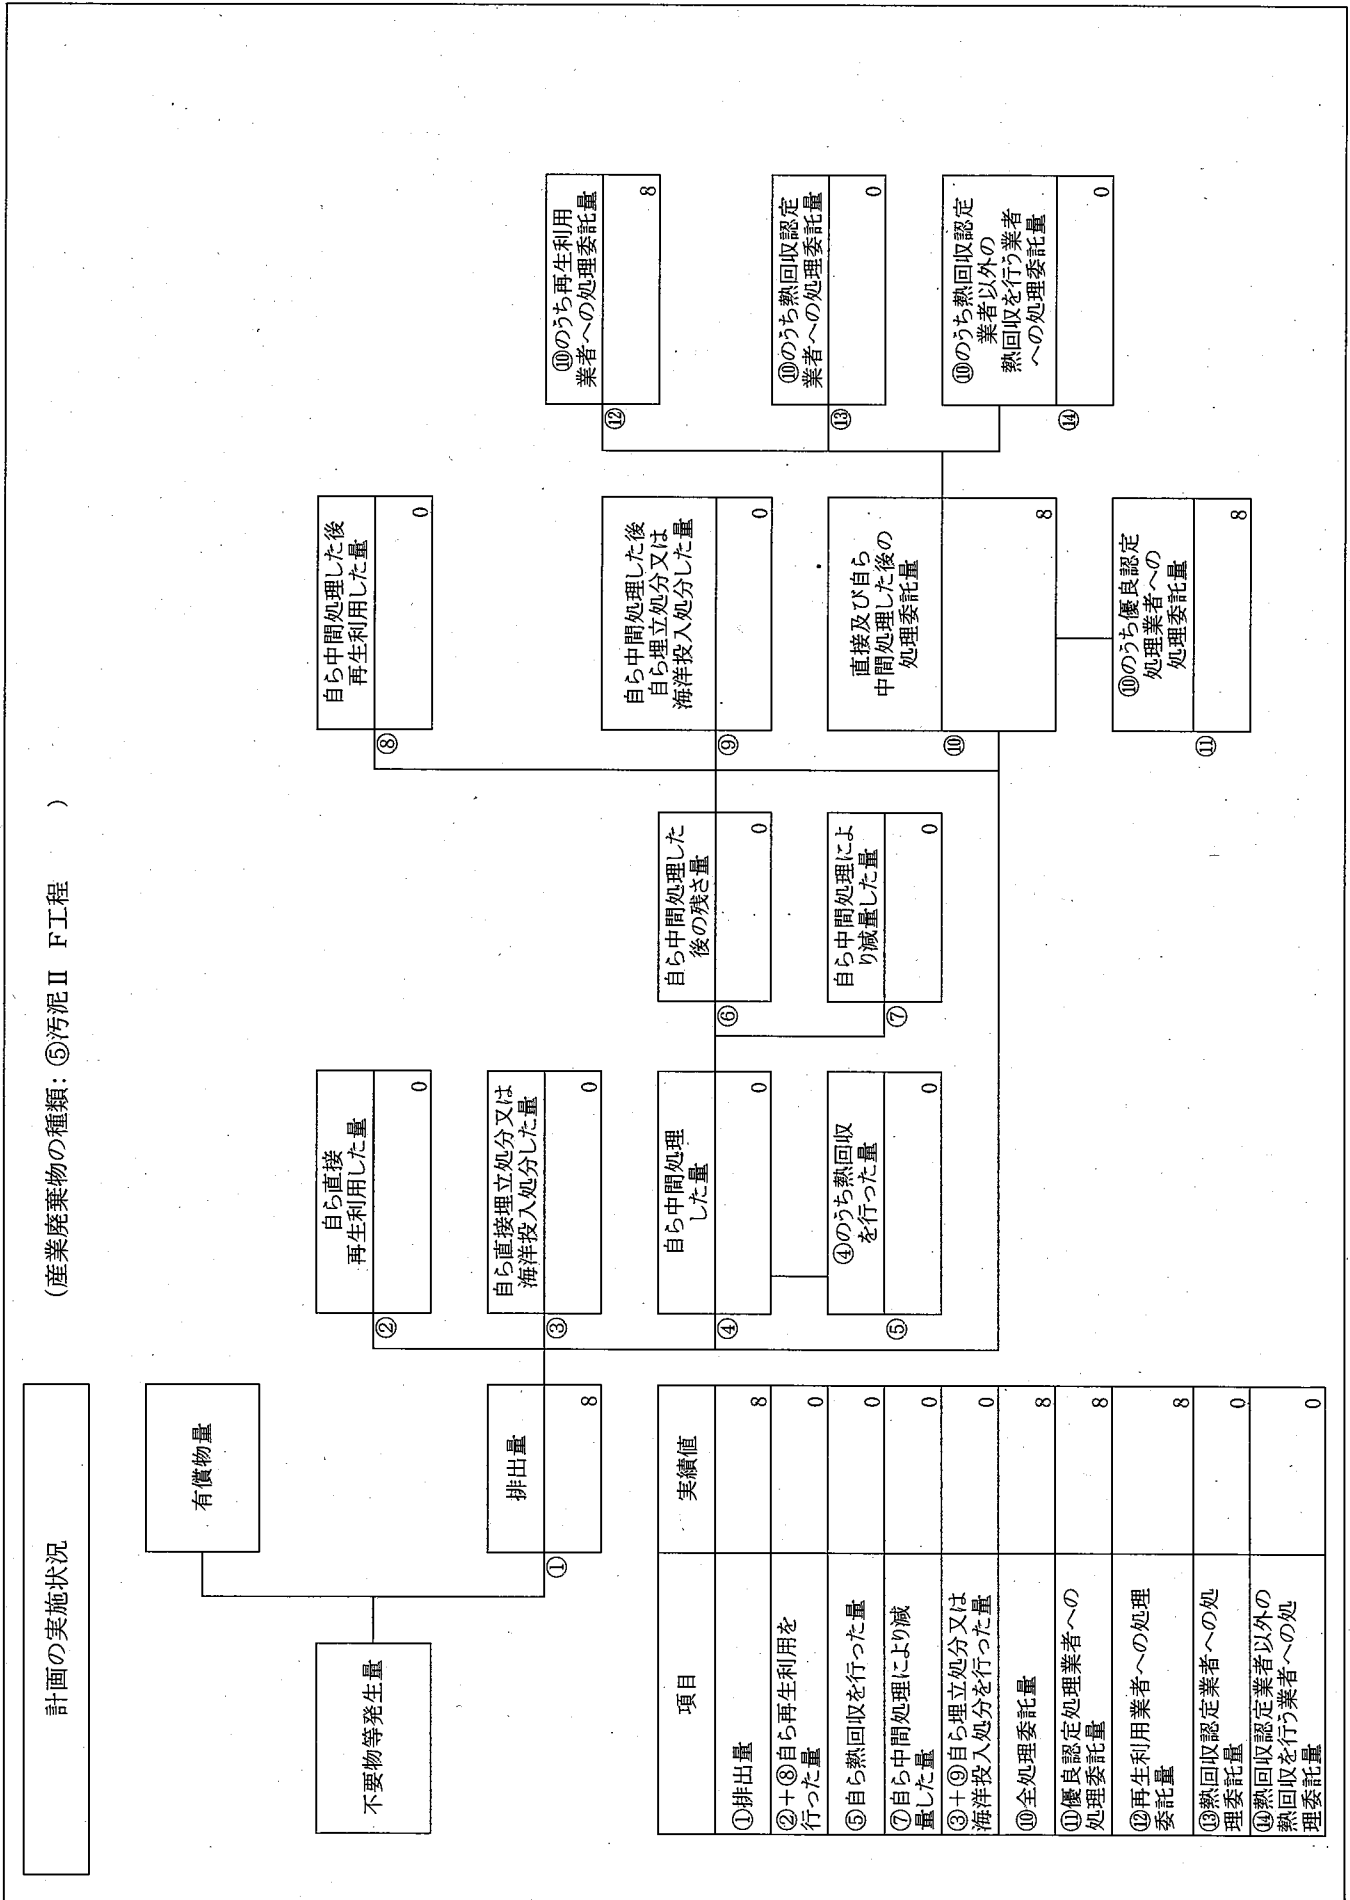 計画の実施状況
(産業廃棄物の種類：⑤汚泥Ⅱ　F工程　)
不要物等発生量
有償物量
①
排出量
8
②
自ら直接
再生利用した量
0
③
自ら直接埋立処分又は
海洋投入処分した量
0
④
自ら中間処理
した量
0
⑤
④のうち熱回収
を行った量
0
⑥
自ら中間処理した
後の残さ量
0
⑦
自ら中間処理によ
り減量した量
0
⑧
自ら中間処理した後
再生利用した量
0
⑨
自ら中間処理した後
自ら埋立処分又は
海洋投入処分した量
0
⑩
直接及び自ら
中間処理した後の
処理委託量
8
⑪
⑩のうち優良認定
処理業者への
処理委託量
8
⑫
⑩のうち再生利用
業者への処理委託量
8
⑬
⑩のうち熱回収認定
業者への処理委託量
0
⑭
⑩のうち熱回収認定
業者以外の
熱回収を行う業者
への処理委託量
0
項目　実績値
①排出量　8
②＋⑧自ら再生利用を
行った量　0
⑤自ら熱回収を行った量　0
⑦自ら中間処理により減
量した量　0
③＋⑨自ら埋立処分又は
海洋投入処分を行った量　0
⑩全処理委託量　8
⑪優良認定処理業者への
処理委託量　8
⑫再生利用業者への処理
委託量　8
⑬熱回収認定業者への処
理委託量　0
⑭熱回収認定業者以外の
熱回収を行う業者への処
理委託量　0